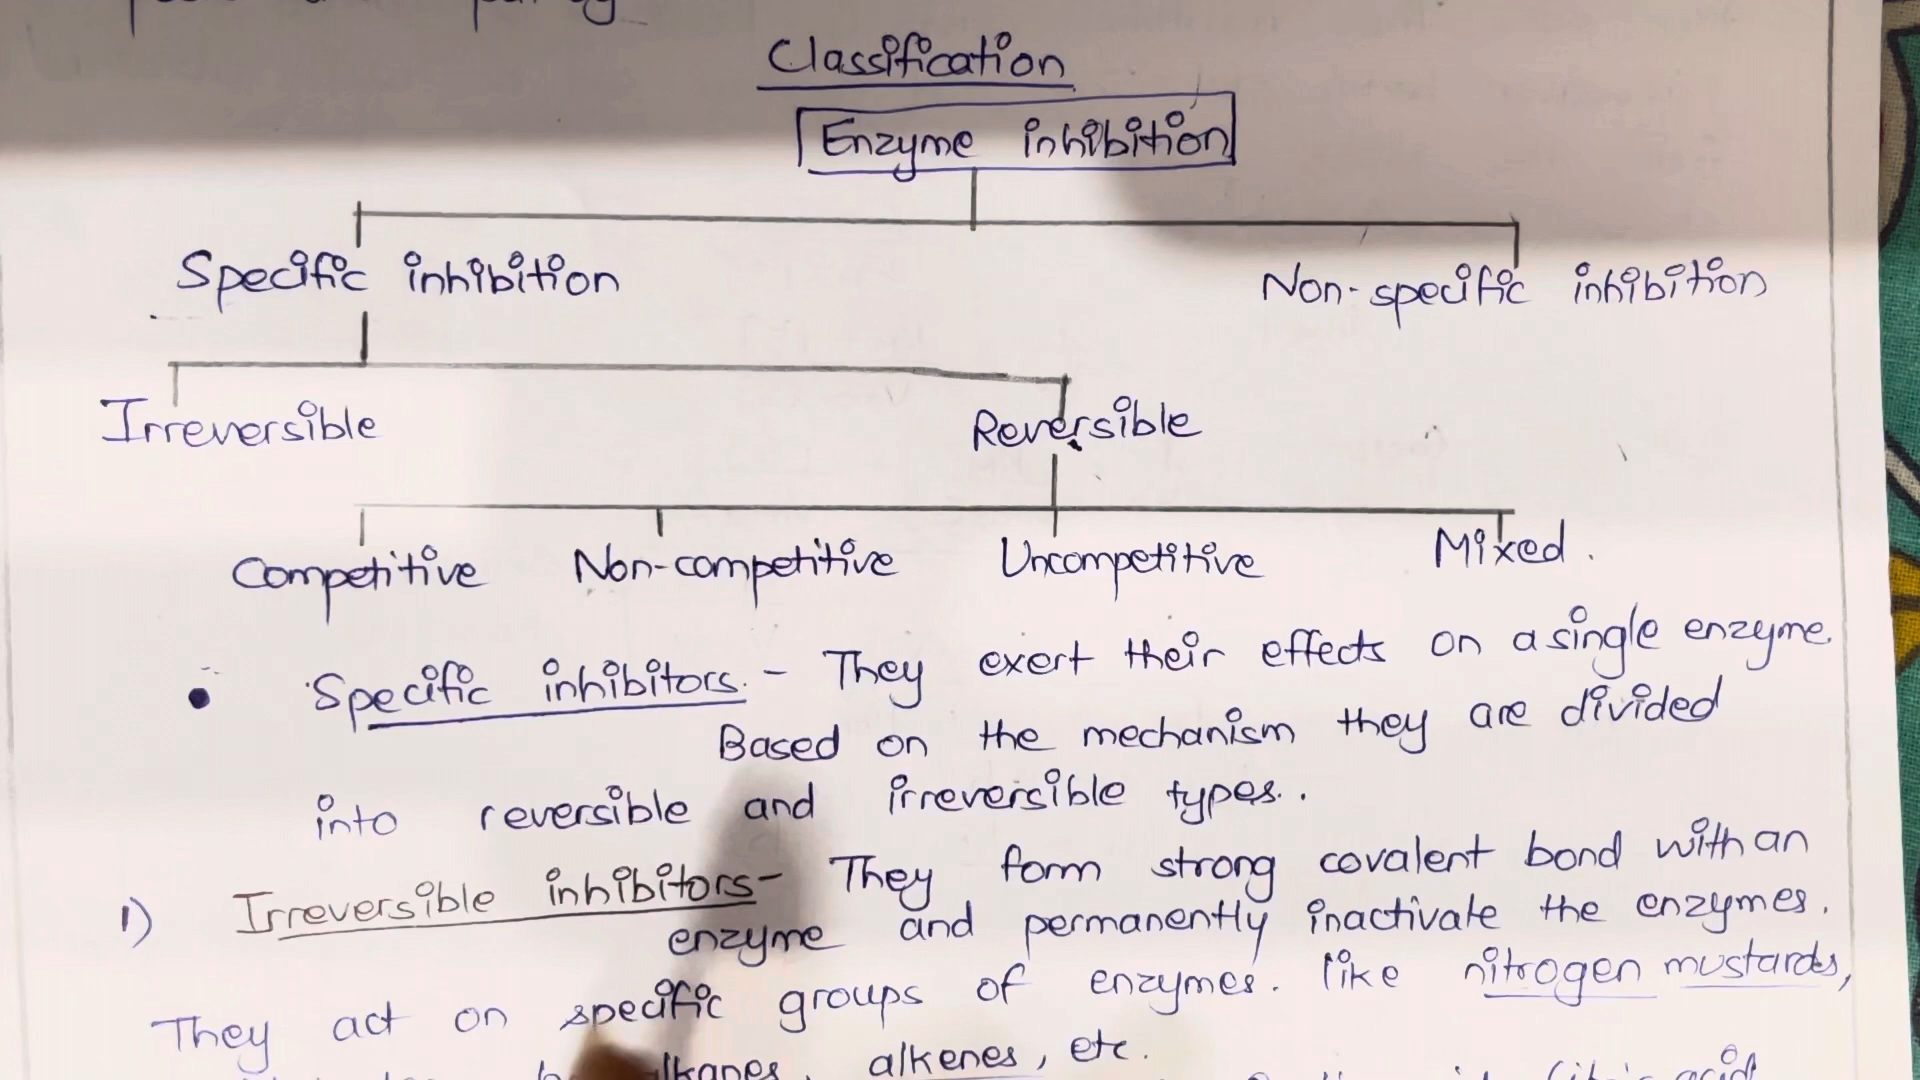 Classification
Enzyme inhibition
Specific inhibition
Non-specific inhibition
Irreversible
Reversible
Competitive
Non-competitive
Uncompetitive
Mixed.
• Specific inhibitors. - They exert their effects on a single enzyme.
Based on the mechanism they are divided
into reversible and irreversible types..
1) Irreversible inhibitors - They form strong covalent bond with an
enzyme and permanently inactivate the enzymes.
They act on specific groups of enzymes. like nitrogen mustards,
alkanes, alkenes, etc.